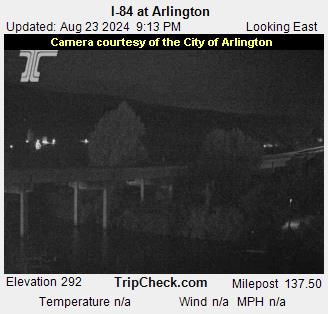 I-84 at Arlington
Updated: Aug 23 2024 9:13 PM Looking East
Camera courtesy of the City of Arlington
Elevation 292 TripCheck.com Milepost 137.50
Temperature n/a Wind n/a MPH n/a